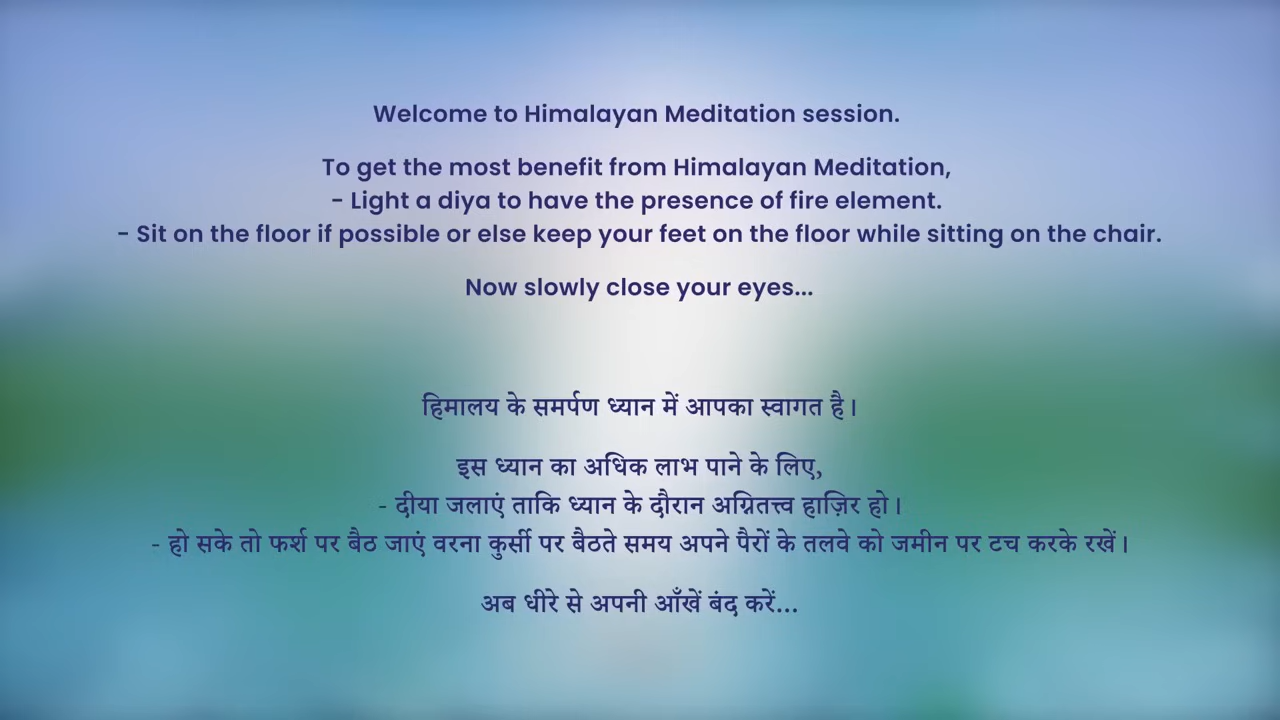 Welcome to Himalayan Meditation session.
To get the most benefit from Himalayan Meditation,
- Light a diya to have the presence of fire element.
- Sit on the floor if possible or else keep your feet on the floor while sitting on the chair.
Now slowly close your eyes...
हिमालय के समर्पण ध्यान में आपका स्वागत है।
इस ध्यान का अधिक लाभ पाने के लिए,
- दीया जलाएं ताकि ध्यान के दौरान अग्नितत्त्व हाज़िर हो।
- हो सके तो फर्श पर बैठ जाएं वरना कुर्सी पर बैठते समय अपने पैरों के तलवे को जमीन पर टच करके रखें।
अब धीरे से अपनी आँखें बंद करें...